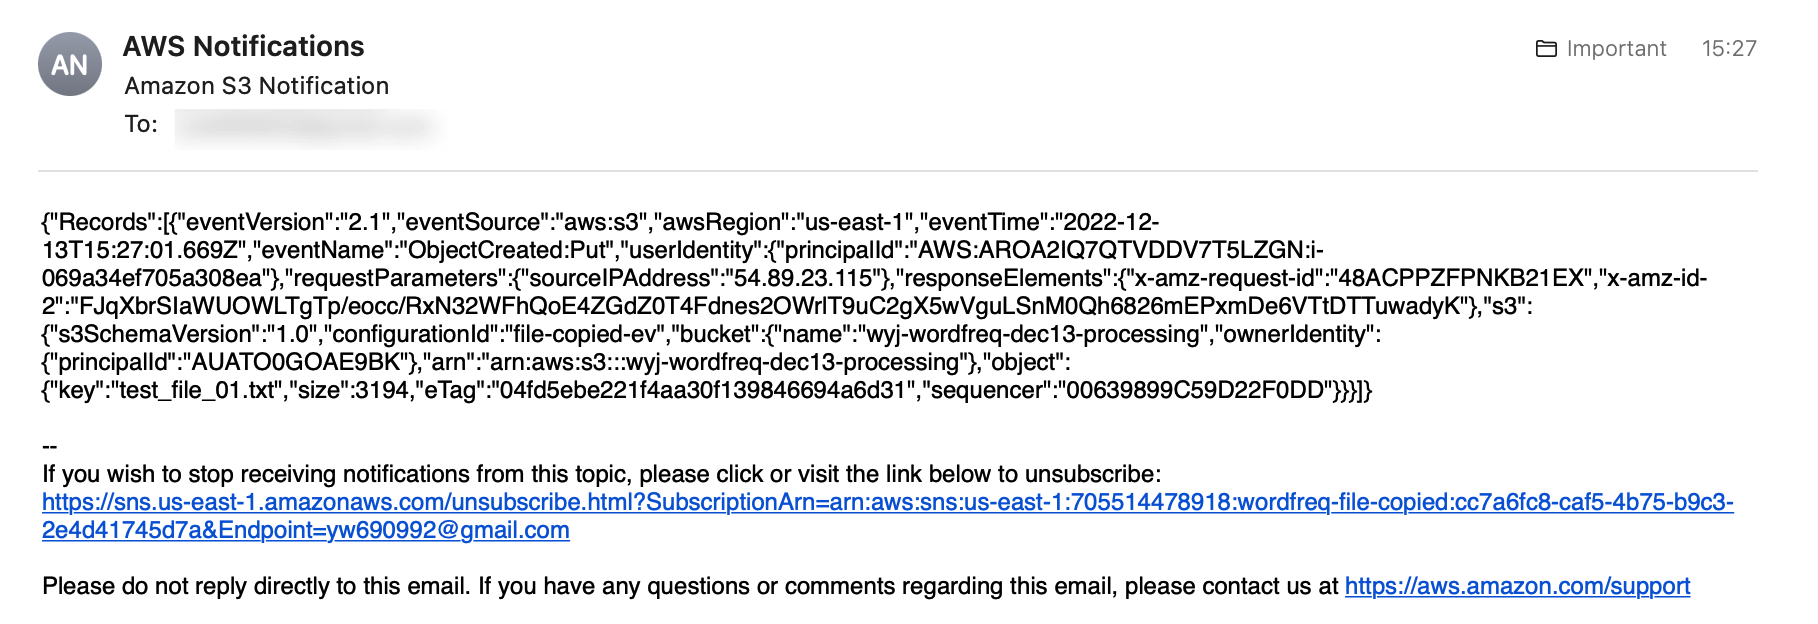 AN
AWS Notifications
Important 15:27
Amazon S3 Notification
To:
{"Records":[{"eventVersion":"2.1","eventSource":"aws:s3","awsRegion":"us-east-1","eventTime":"2022-12-
13T15:27:01.669Z","eventName":"ObjectCreated:Put","userIdentity":{"principalId":"AWS:AROA2IQ7QTVDDV7T5LZGN:i-
069a34ef705a308ea"},"requestParameters":{"sourceIPAddress":"54.89.23.115"},"responseElements":{"x-amz-request-id":"48ACPPZFPNKB21EX","x-amz-id-
2":"FJqXbrSIaWUOWLTgTp/eocc/RxN32WFhQoE4ZGdZ0T4Fdnes2OWrlT9uC2gX5wVguLSnM0Qh6826mEPxmDe6VTtDTTuwadyK"},"s3":
{"s3SchemaVersion":"1.0","configurationId":"file-copied-ev","bucket":{"name":"wyj-wordfreq-dec13-processing","ownerIdentity":
{"principalId":"AUATO0GOAE9BK"},"arn":"arn:aws:s3:::wyj-wordfreq-dec13-processing"},"object":
{"key":"test_file_01.txt","size":3194,"eTag":"04fd5ebe221f4aa30f139846694a6d31","sequencer":"00639899C59D22F0DD"}}}]}
--
If you wish to stop receiving notifications from this topic, please click or visit the link below to unsubscribe:
https://sns.us-east-1.amazonaws.com/unsubscribe.html?SubscriptionArn=arn:aws:sns:us-east-1:705514478918:wordfreq-file-copied:cc7a6fc8-caf5-4b75-b9c3-
2e4d41745d7a&Endpoint=yw690992@gmail.com
Please do not reply directly to this email. If you have any questions or comments regarding this email, please contact us at https://aws.amazon.com/support